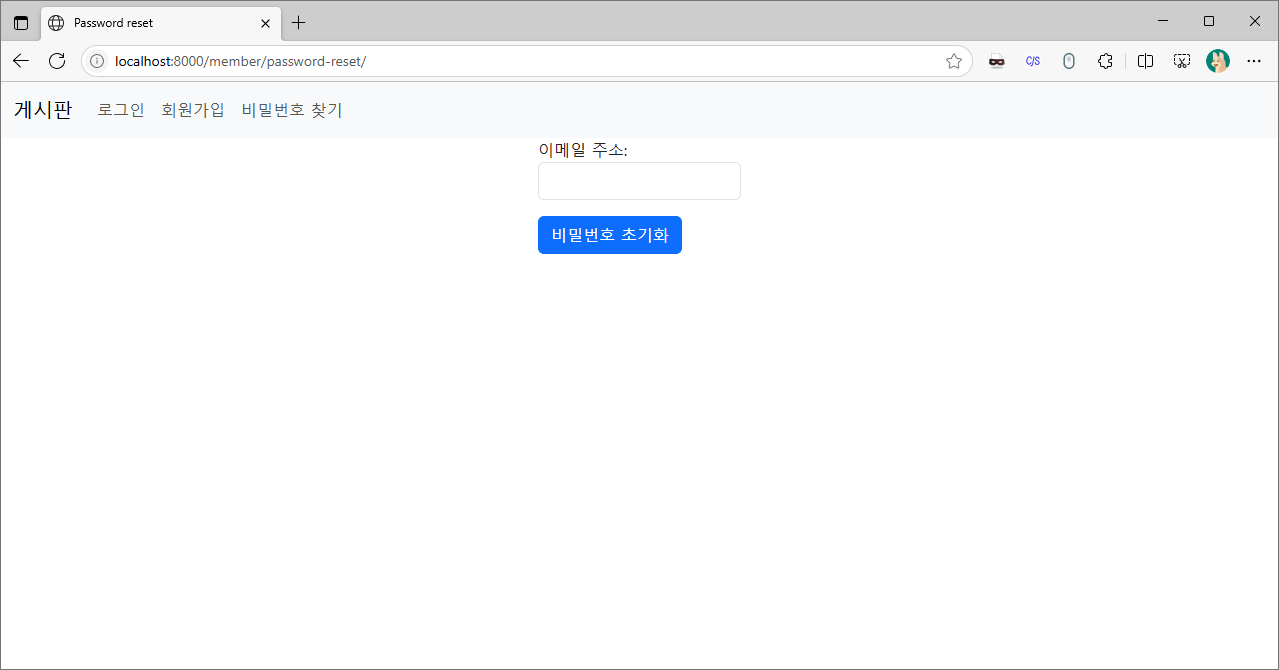 Password reset
localhost:8000/member/password-reset/
C/S
게시판 로그인 회원가입 비밀번호 찾기
이메일 주소:
비밀번호 초기화